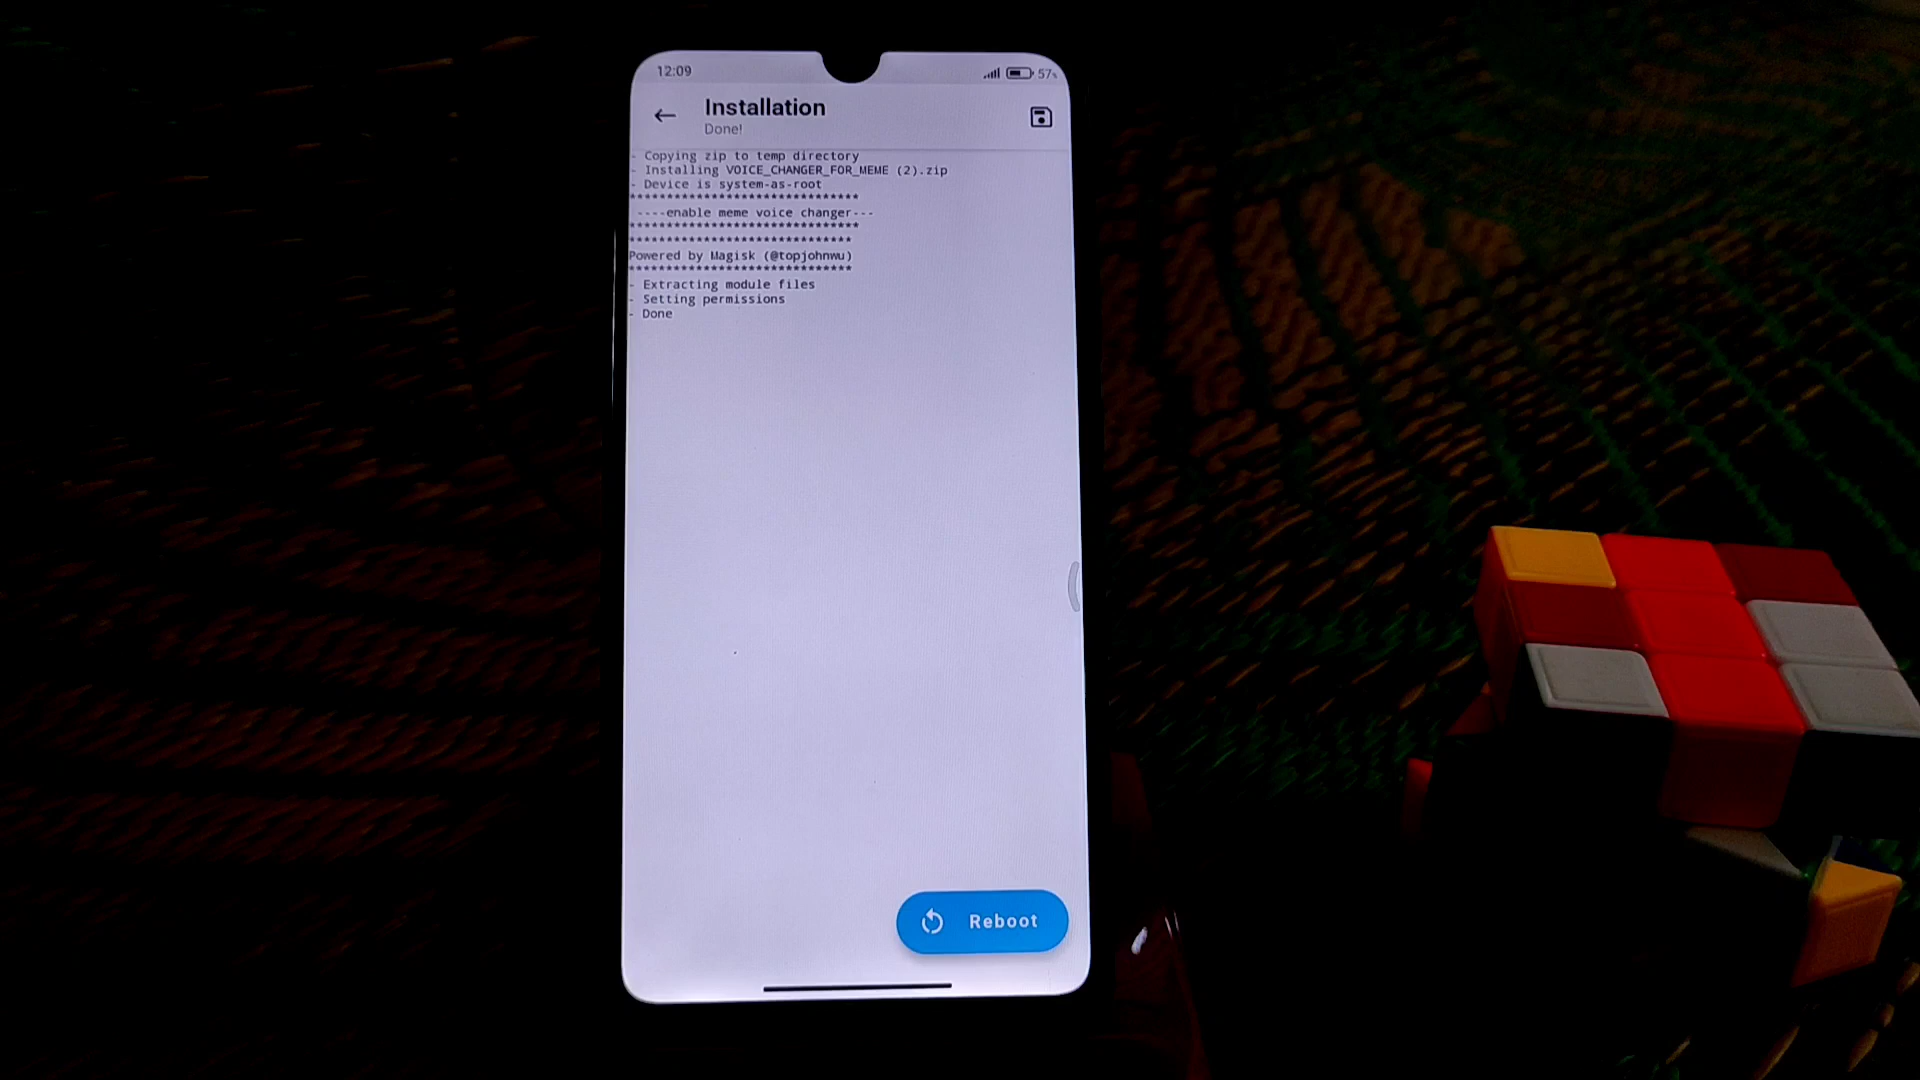 12:09
57%
Installation
Done!
- Copying zip to temp directory
- Installing VOICE_CHANGER_FOR_MEME (2).zip
- Device is system-as-root
*******************************
----enable meme voice changer---
*******************************
******************************
Powered by Magisk (@topjohnwu)
******************************
- Extracting module files
- Setting permissions
- Done
Reboot